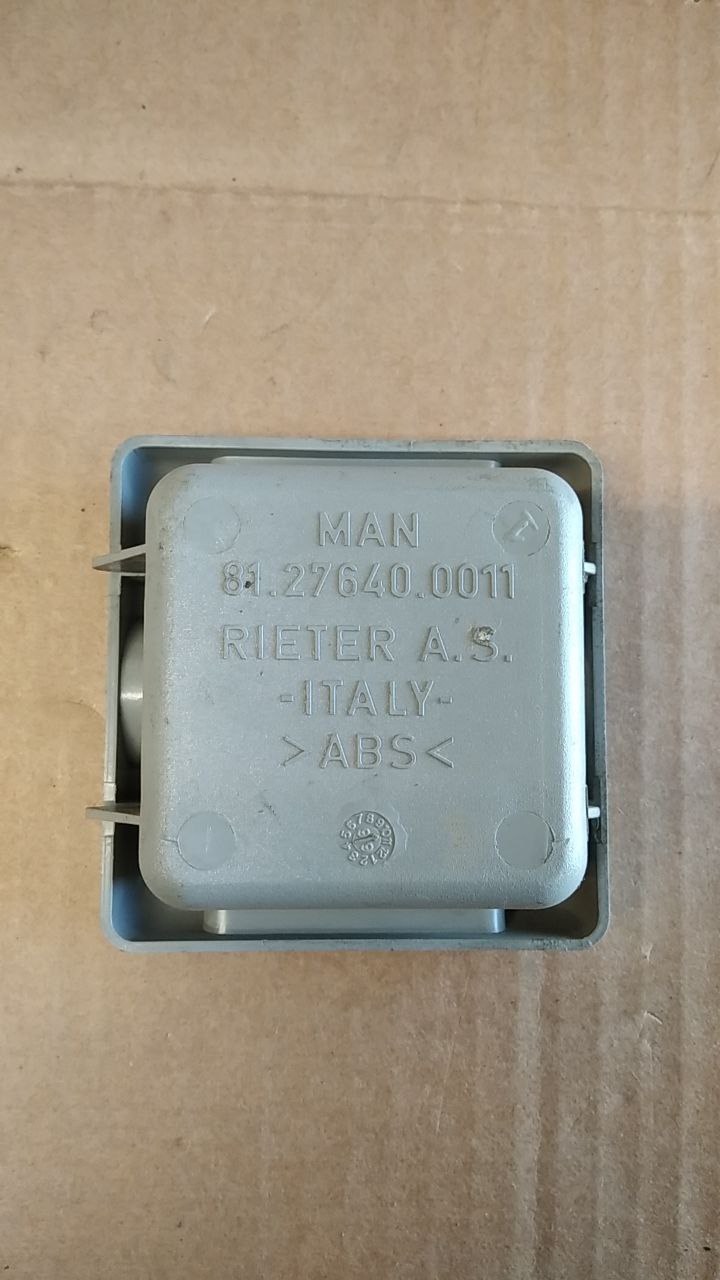 MAN
81.27640.0011
RIETER A.S.
-ITALY-
>ABS<